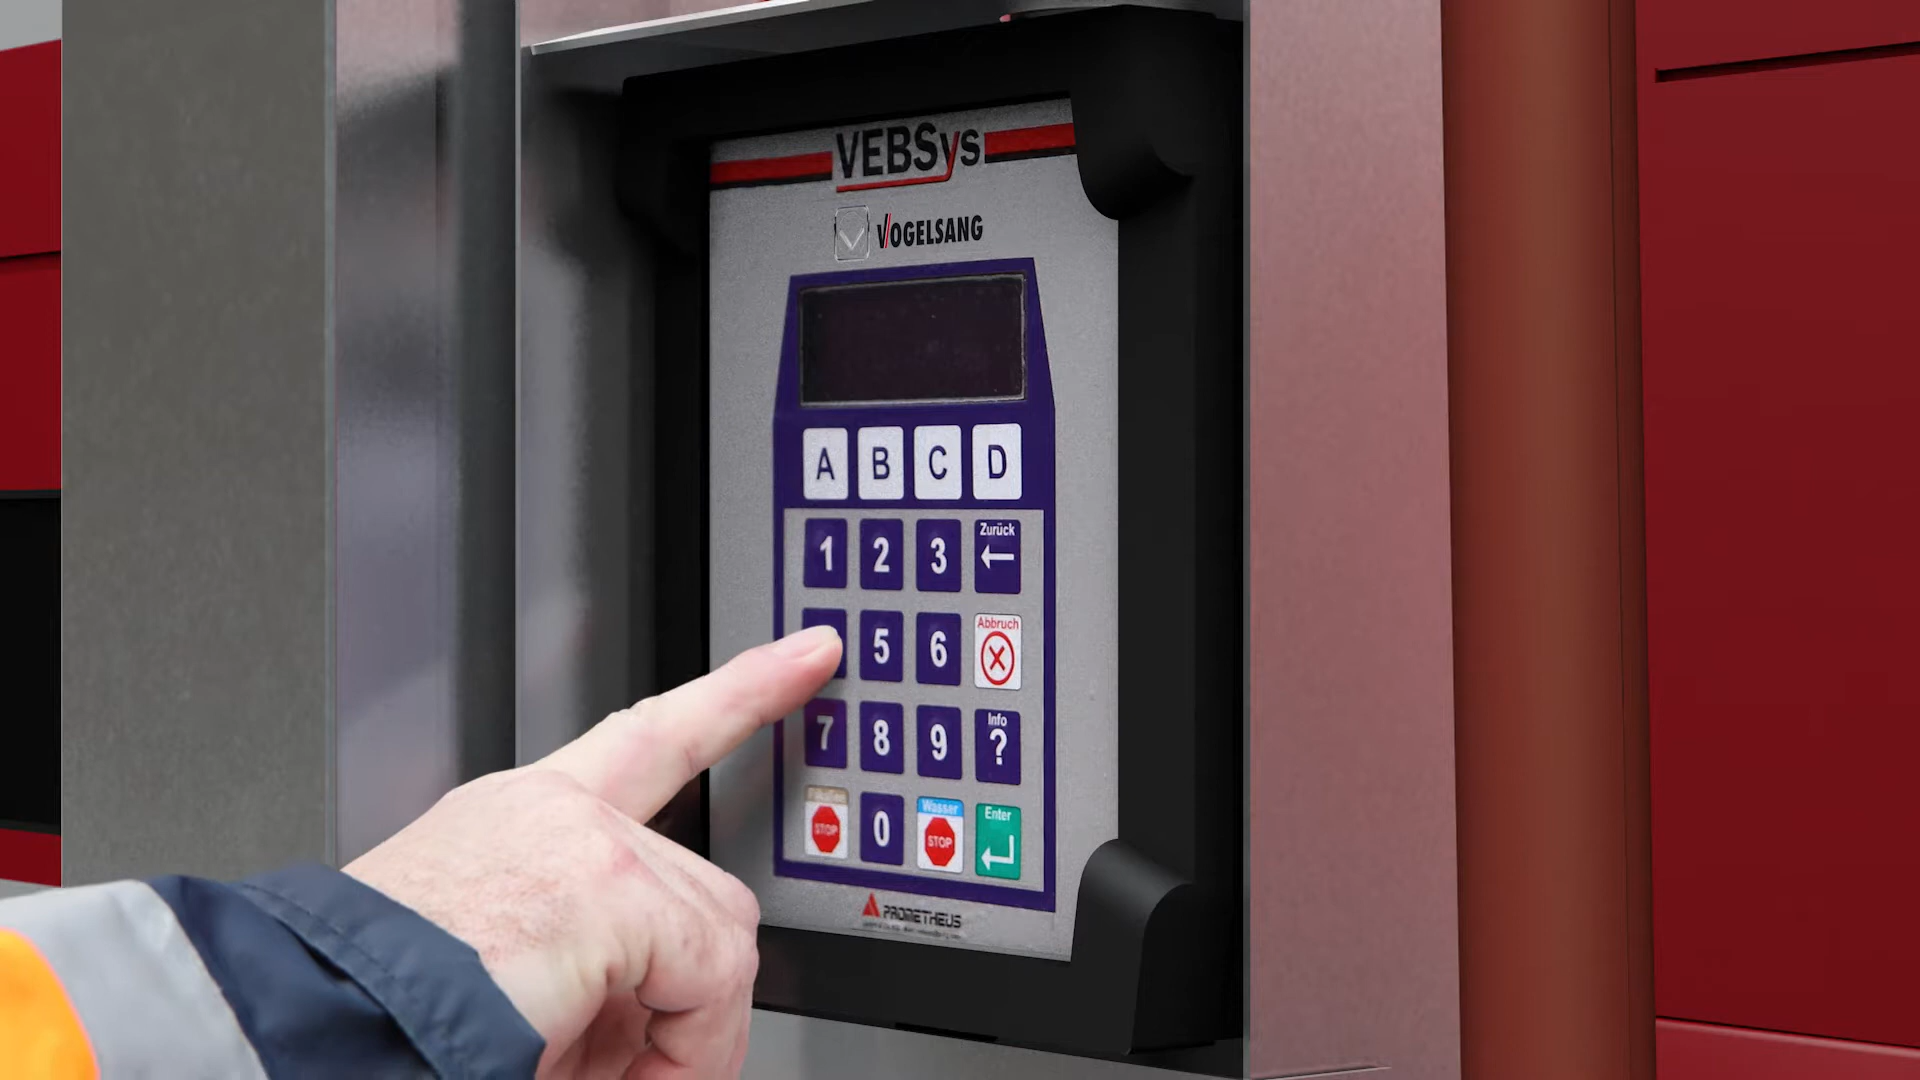 VEBSys
VOGELSANG
A B C D
1 2 3
Zurück
5 6
Abbruch
7 8 9
Info
?
STOP
0
Wasser
STOP
Enter
PROMETHEUS